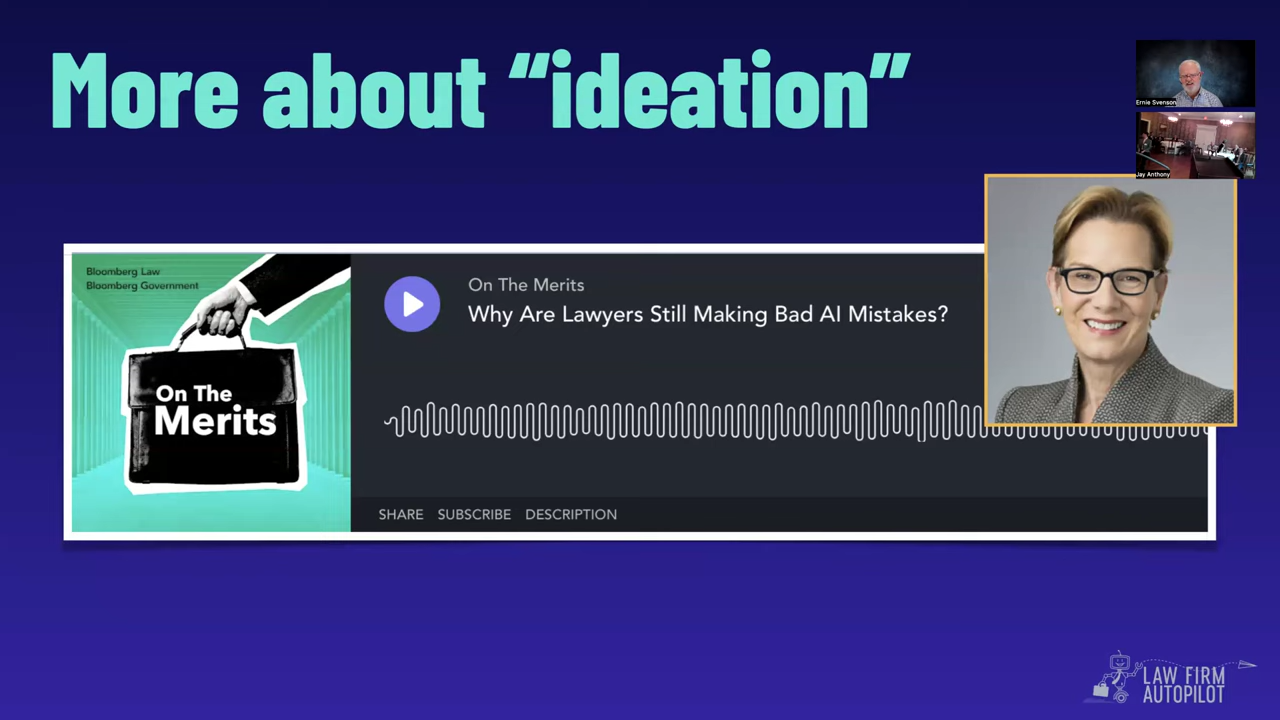 More about “ideation”
Ernie Svenson
Jay Anthony
Bloomberg Law
Bloomberg Government
On The
Merits
On The Merits
Why Are Lawyers Still Making Bad AI Mistakes?
SHARE SUBSCRIBE DESCRIPTION
LAW FIRM
AUTOPILOT